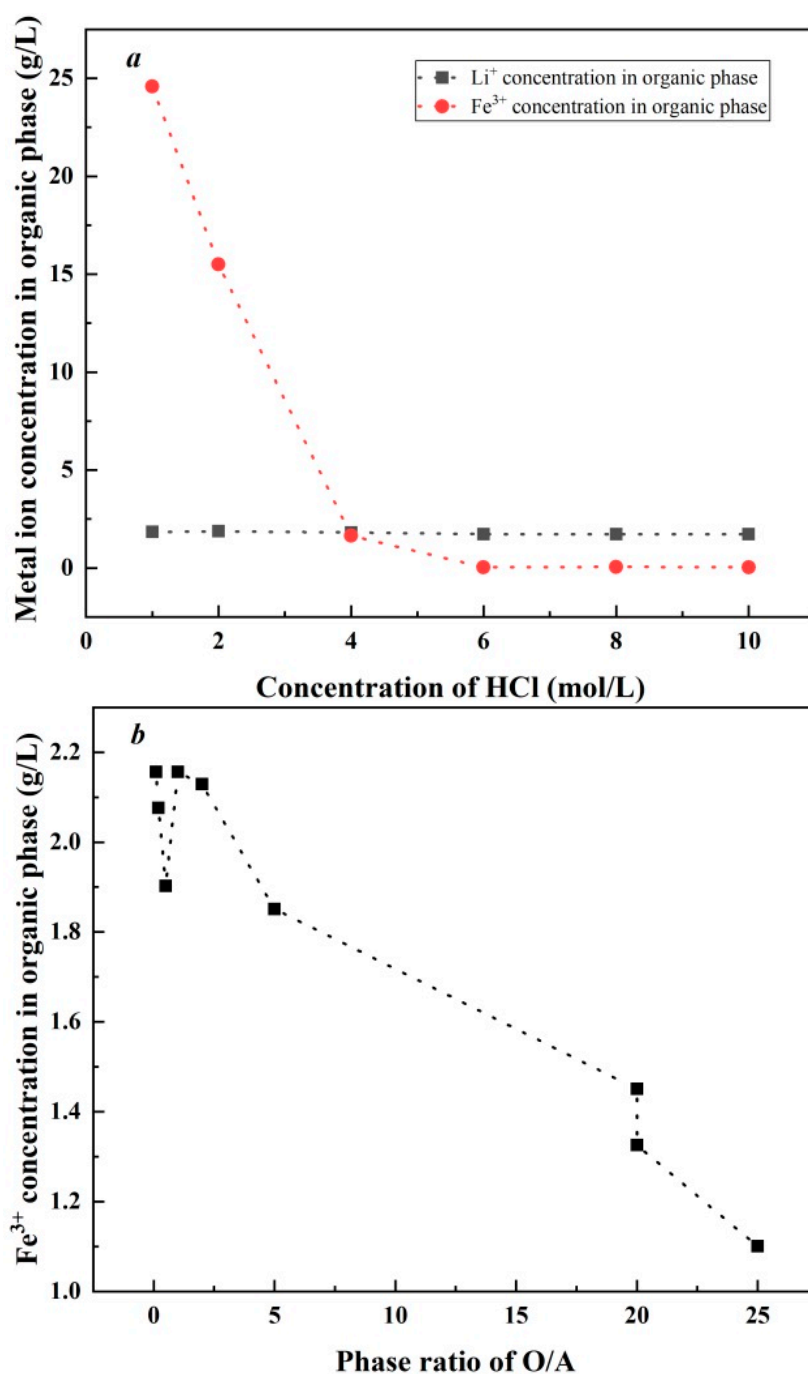 a
Li⁺ concentration in organic phase
Fe³⁺ concentration in organic phase
Metal ion concentration in organic phase (g/L)
25
20
15
10
5
0
0 2 4 6 8 10
Concentration of HCl (mol/L)
b
Fe³⁺ concentration in organic phase (g/L)
2.2
2.0
1.8
1.6
1.4
1.2
1.0
0 5 10 15 20 25
Phase ratio of O/A